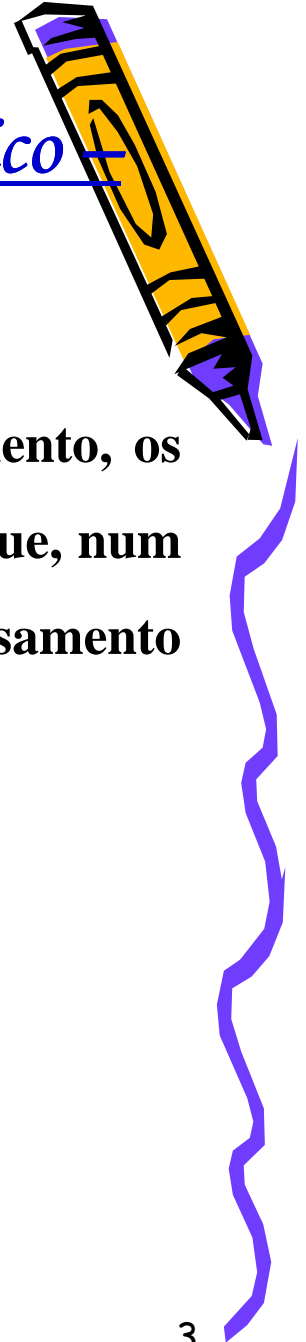 ico –
ento, os
ue, num
samento
3